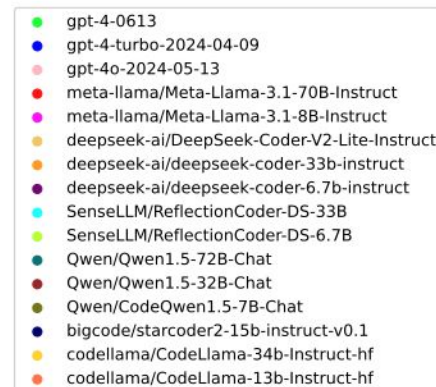 gpt-4-0613
gpt-4-turbo-2024-04-09
gpt-4o-2024-05-13
meta-llama/Meta-Llama-3.1-70B-Instruct
meta-llama/Meta-Llama-3.1-8B-Instruct
deepseek-ai/DeepSeek-Coder-V2-Lite-Instruct
deepseek-ai/deepseek-coder-33b-instruct
deepseek-ai/deepseek-coder-6.7b-instruct
SenseLLM/ReflectionCoder-DS-33B
SenseLLM/ReflectionCoder-DS-6.7B
Qwen/Qwen1.5-72B-Chat
Qwen/Qwen1.5-32B-Chat
Qwen/CodeQwen1.5-7B-Chat
bigcode/starcoder2-15b-instruct-v0.1
codellama/CodeLlama-34b-Instruct-hf
codellama/CodeLlama-13b-Instruct-hf